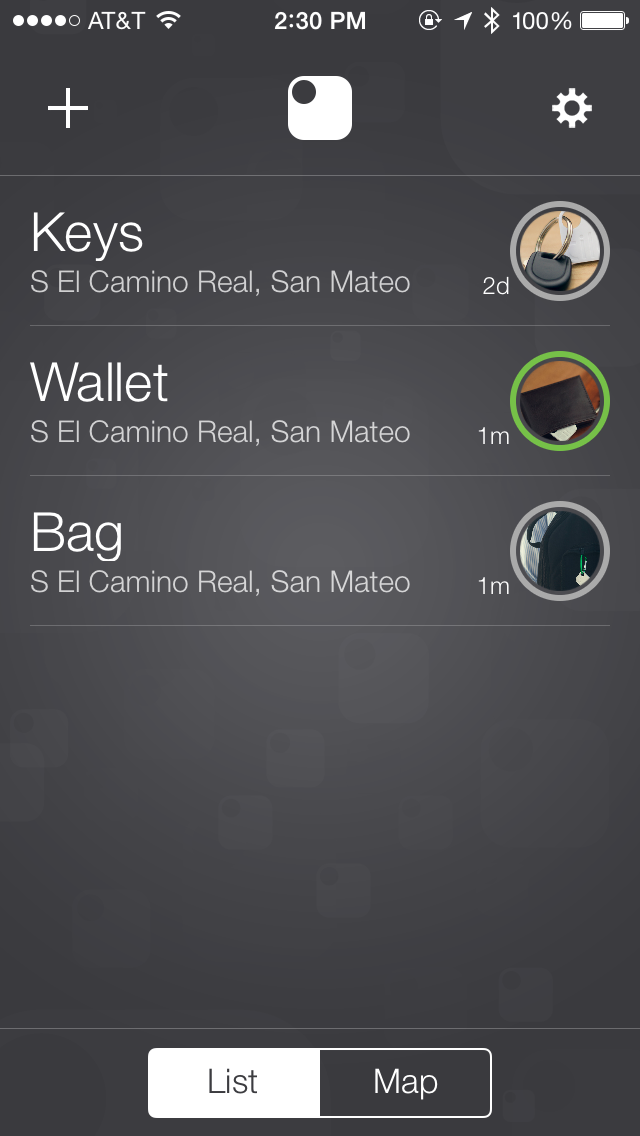 AT&T 2:30 PM 100%
Keys
S El Camino Real, San Mateo 2d
Wallet
S El Camino Real, San Mateo 1m
Bag
S El Camino Real, San Mateo 1m
List Map